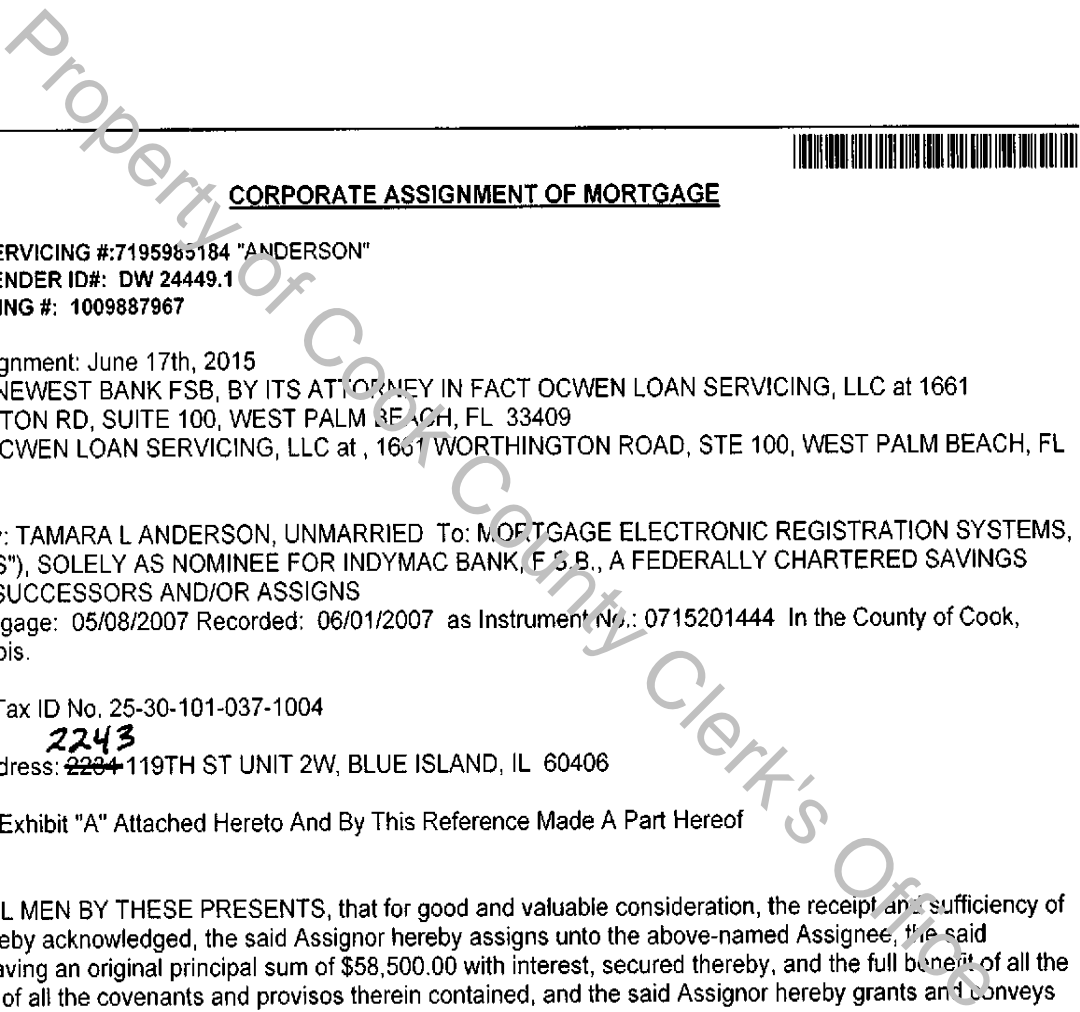 Property of Cook County Clerk's Office
CORPORATE ASSIGNMENT OF MORTGAGE
ERVICING #:7195985184 "ANDERSON"
ENDER ID#: DW 24449.1
ING #: 1009887967
gnment: June 17th, 2015
NEWEST BANK FSB, BY ITS ATTORNEY IN FACT OCWEN LOAN SERVICING, LLC at 1661
TON RD, SUITE 100, WEST PALM BEACH, FL 33409
CWEN LOAN SERVICING, LLC at , 1661 WORTHINGTON ROAD, STE 100, WEST PALM BEACH, FL
: TAMARA L ANDERSON, UNMARRIED To: MORTGAGE ELECTRONIC REGISTRATION SYSTEMS,
S"), SOLELY AS NOMINEE FOR INDYMAC BANK, F.S.B., A FEDERALLY CHARTERED SAVINGS
SUCCESSORS AND/OR ASSIGNS
gage: 05/08/2007 Recorded: 06/01/2007 as Instrument No.: 0715201444 In the County of Cook,
ois.
Tax ID No. 25-30-101-037-1004
2243
dress: 119TH ST UNIT 2W, BLUE ISLAND, IL 60406
Exhibit "A" Attached Hereto And By This Reference Made A Part Hereof
L MEN BY THESE PRESENTS, that for good and valuable consideration, the receipt and sufficiency of
eby acknowledged, the said Assignor hereby assigns unto the above-named Assignee, the said
aving an original principal sum of $58,500.00 with interest, secured thereby, and the full benefit of all the
of all the covenants and provisos therein contained, and the said Assignor hereby grants and conveys